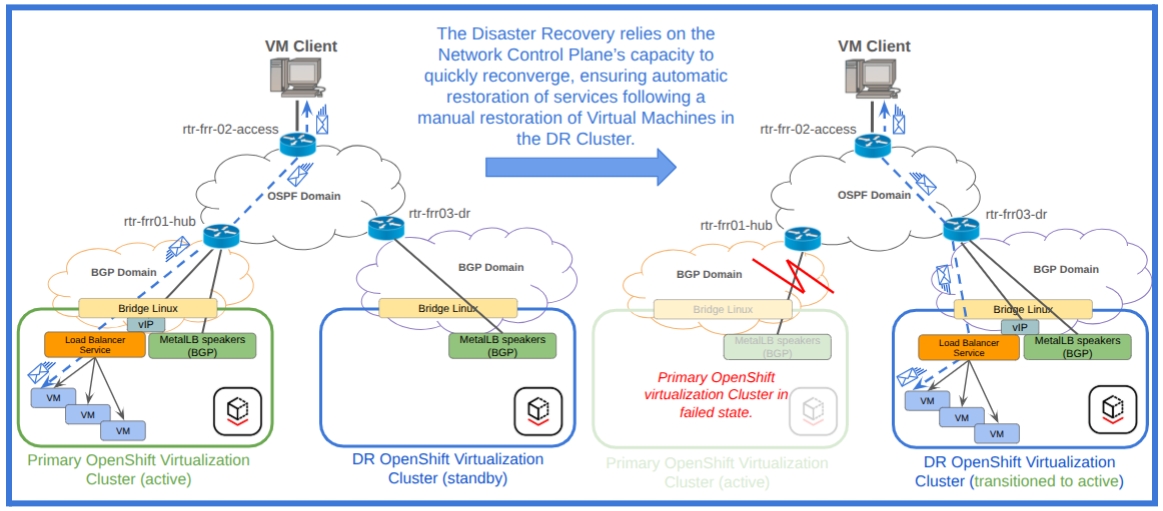 VM Client
rtr-frr-02-access
OSPF Domain
rtr-frr01-hub
rtr-frr03-dr
BGP Domain
BGP Domain
Bridge Linux
vIP
Load Balancer
Service
MetalLB speakers
(BGP)
VM
VM
VM
Primary OpenShift Virtualization
Cluster (active)
Bridge Linux
MetalLB speakers
(BGP)
DR OpenShift Virtualization
Cluster (standby)
The Disaster Recovery relies on the
Network Control Plane's capacity to
quickly reconverge, ensuring automatic
restoration of services following a
manual restoration of Virtual Machines in
the DR Cluster.
VM Client
rtr-frr-02-access
OSPF Domain
rtr-frr01-hub
rtr-frr03-dr
BGP Domain
BGP Domain
Bridge Linux
MetalLB speakers
(BGP)
Primary OpenShift
virtualization Cluster in
failed state.
Primary OpenShift Virtualization
Cluster (active)
Bridge Linux
vIP
Load Balancer
Service
MetalLB speakers
(BGP)
VM
VM
VM
DR OpenShift Virtualization
Cluster (transitioned to active)